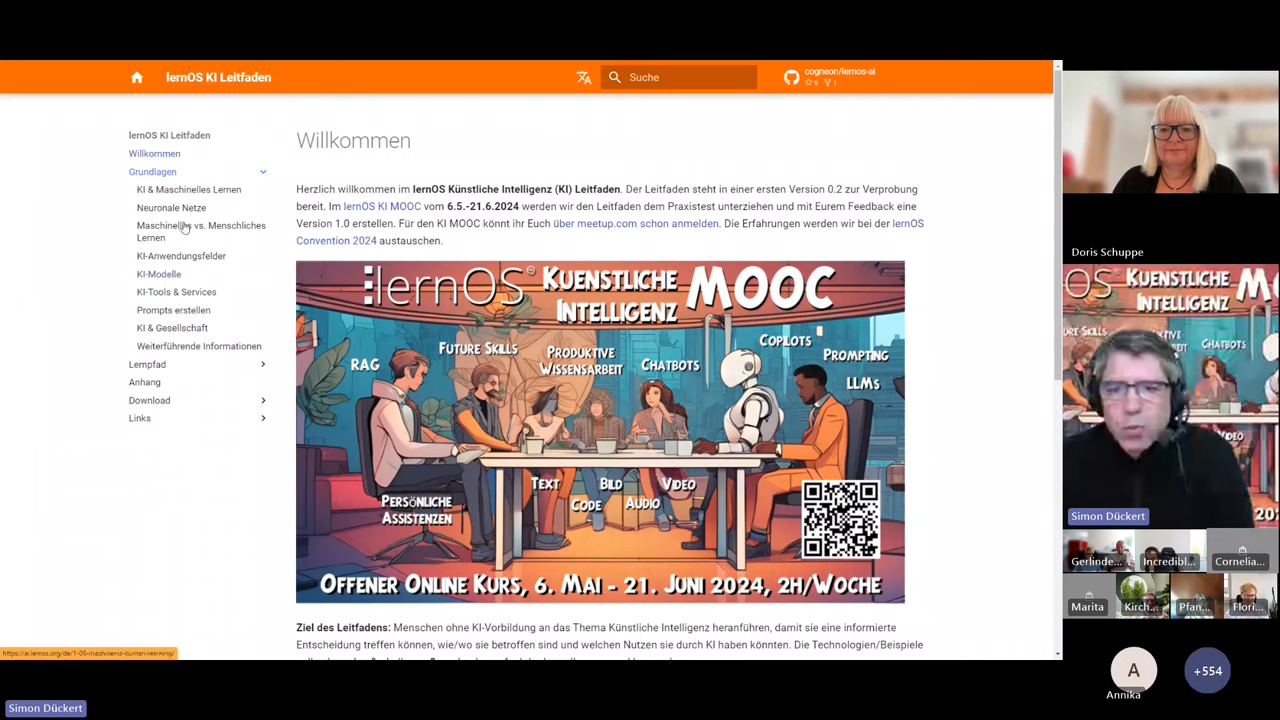 lernOS KI Leitfaden
Suche
cogneon/lernos-ai
9 1
lernOS KI Leitfaden
Willkommen
Grundlagen
KI & Maschinelles Lernen
Neuronale Netze
Maschinelles vs. Menschliches
Lernen
KI-Anwendungsfelder
KI-Modelle
KI-Tools & Services
Prompts erstellen
KI & Gesellschaft
Weiterführende Informationen
Lernpfad
Anhang
Download
Links
Willkommen
Herzlich willkommen im lernOS Künstliche Intelligenz (KI) Leitfaden. Der Leitfaden steht in einer ersten Version 0.2 zur Verprobung
bereit. Im lernOS KI MOOC vom 6.5.-21.6.2024 werden wir den Leitfaden dem Praxistest unterziehen und mit Eurem Feedback eine
Version 1.0 erstellen. Für den KI MOOC könnt ihr Euch über meetup.com schon anmelden. Die Erfahrungen werden wir bei der lernOS
Convention 2024 austauschen.
lernOS® KUENSTLICHE
INTELLIGENZ MOOC
RAG
FUTURE SKILLS
PRODUKTIVE
WISSENSARBEIT
CHATBOTS
COPILOTS
PROMPTING
LLMS
PERSÖNLICHE
ASSISTENZEN
TEXT
CODE
BILD
AUDIO
VIDEO
OFFENER ONLINE KURS, 6. MAI - 21. JUNI 2024, 2H/WOCHE
Ziel des Leitfadens: Menschen ohne KI-Vorbildung an das Thema Künstliche Intelligenz heranführen, damit sie eine informierte
Entscheidung treffen können, wie/wo sie betroffen sind und welchen Nutzen sie durch KI haben könnten. Die Technologien/Beispiele
Doris Schuppe
CHATBOTS
VIDEO
Simon Dückert
Gerlinde...
Incredibl...
Cornelia...
Marita
Kirch...
Pfan...
Flori...
A
Annika
+554
Simon Dückert